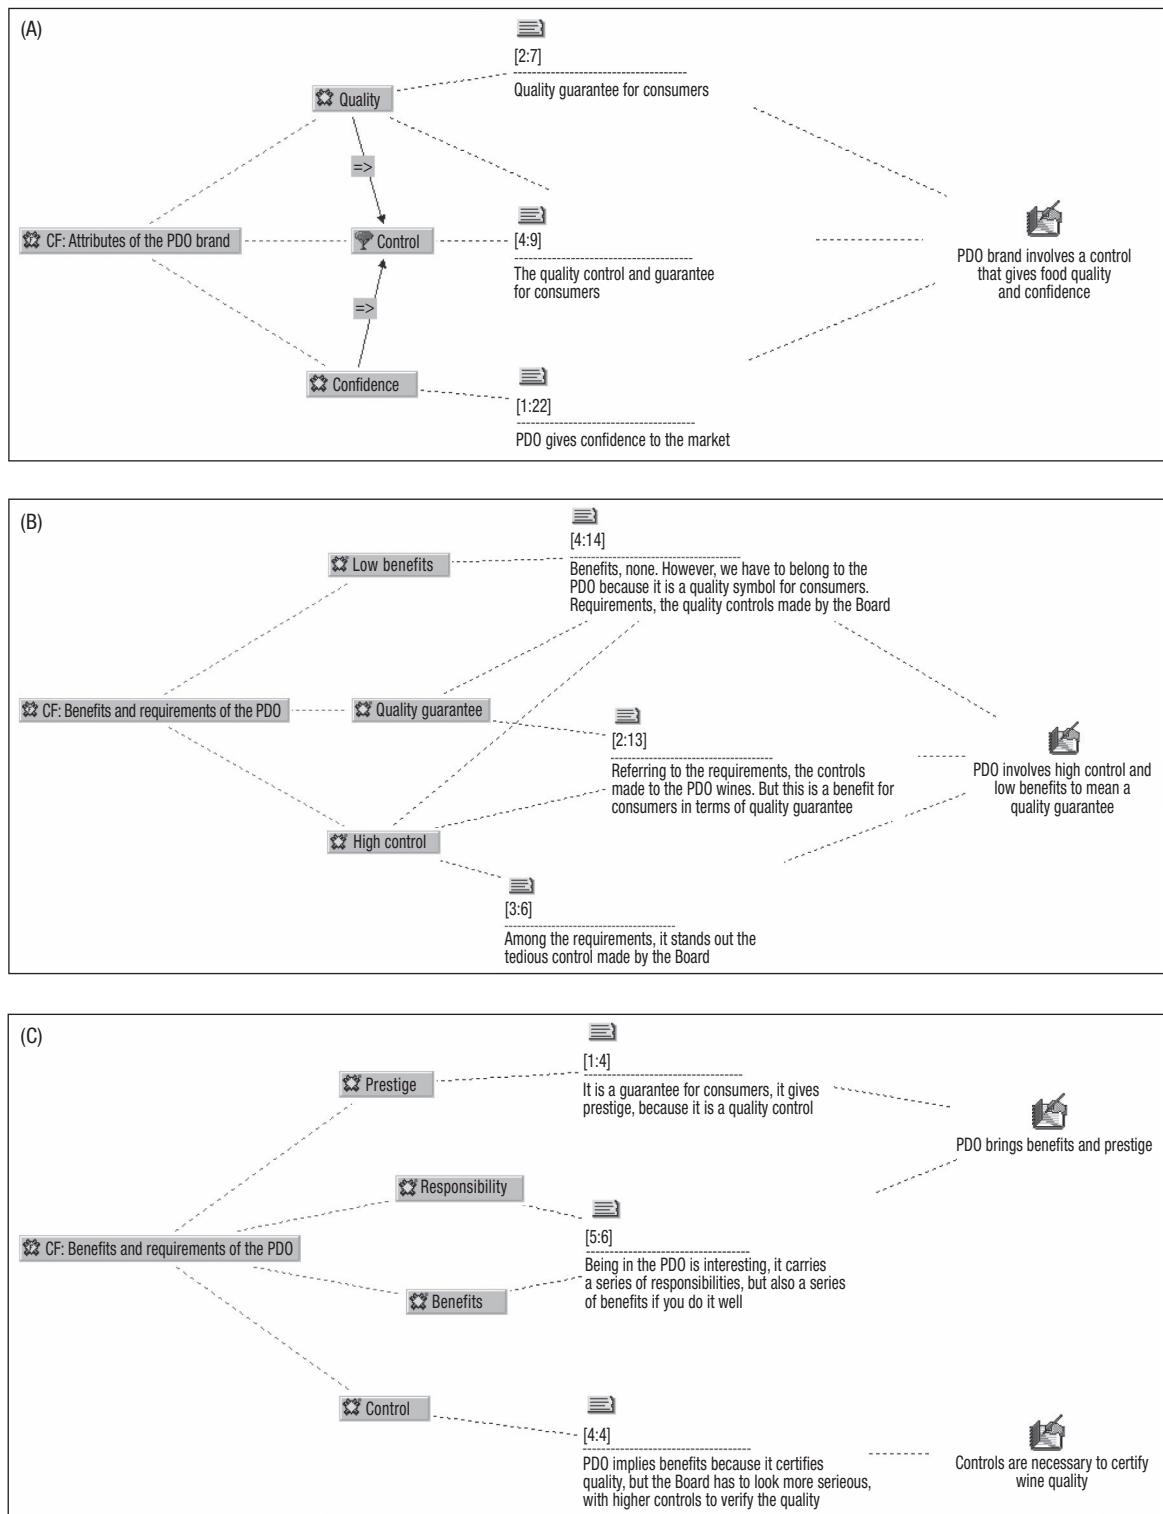 (A)
[2:7]
Quality guarantee for consumers
Quality
=>
CF: Attributes of the PDO brand
Control
[4:9]
The quality control and guarantee
for consumers
PDO brand involves a control
that gives food quality
and confidence
=>
Confidence
[1:22]
PDO gives confidence to the market
(B)
Low benefits
[4:14]
Benefits, none. However, we have to belong to the
PDO because it is a quality symbol for consumers.
Requirements, the quality controls made by the Board
CF: Benefits and requirements of the PDO
Quality guarantee
[2:13]
Referring to the requirements, the controls
made to the PDO wines. But this is a benefit for
consumers in terms of quality guarantee
PDO involves high control and
low benefits to mean a
quality guarantee
High control
[3:6]
Among the requirements, it stands out the
tedious control made by the Board
(C)
Prestige
[1:4]
It is a guarantee for consumers, it gives
prestige, because it is a quality control
PDO brings benefits and prestige
Responsibility
CF: Benefits and requirements of the PDO
[5:6]
Being in the PDO is interesting, it carries
a series of responsibilities, but also a series
of benefits if you do it well
Benefits
Control
[4:4]
PDO implies benefits because it certifies
quality, but the Board has to look more serieous,
with higher controls to verify the quality
Controls are necessary to certify
wine quality